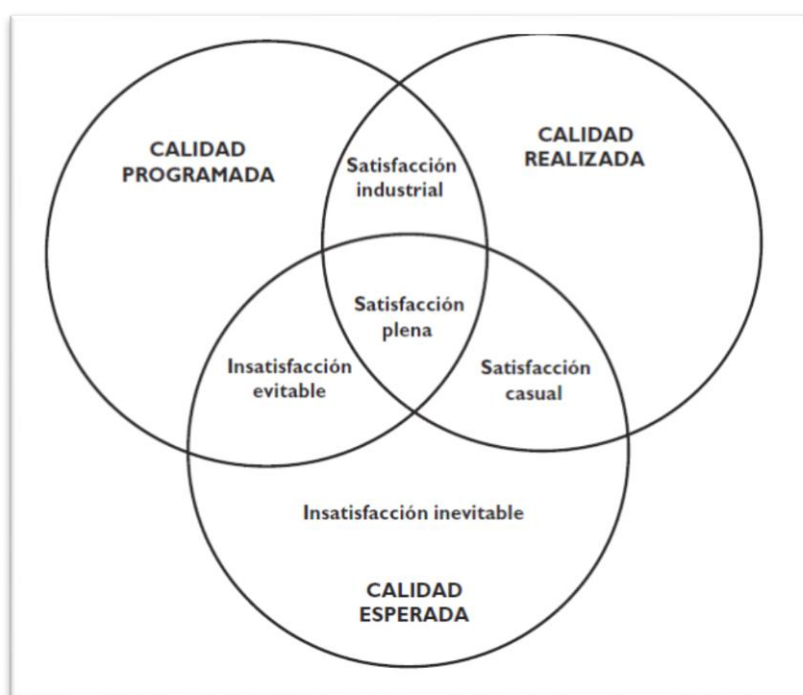 CALIDAD
PROGRAMADA
CALIDAD
REALIZADA
Satisfacción
industrial
Satisfacción
plena
Insatisfacción
evitable
Satisfacción
casual
Insatisfacción inevitable
CALIDAD
ESPERADA